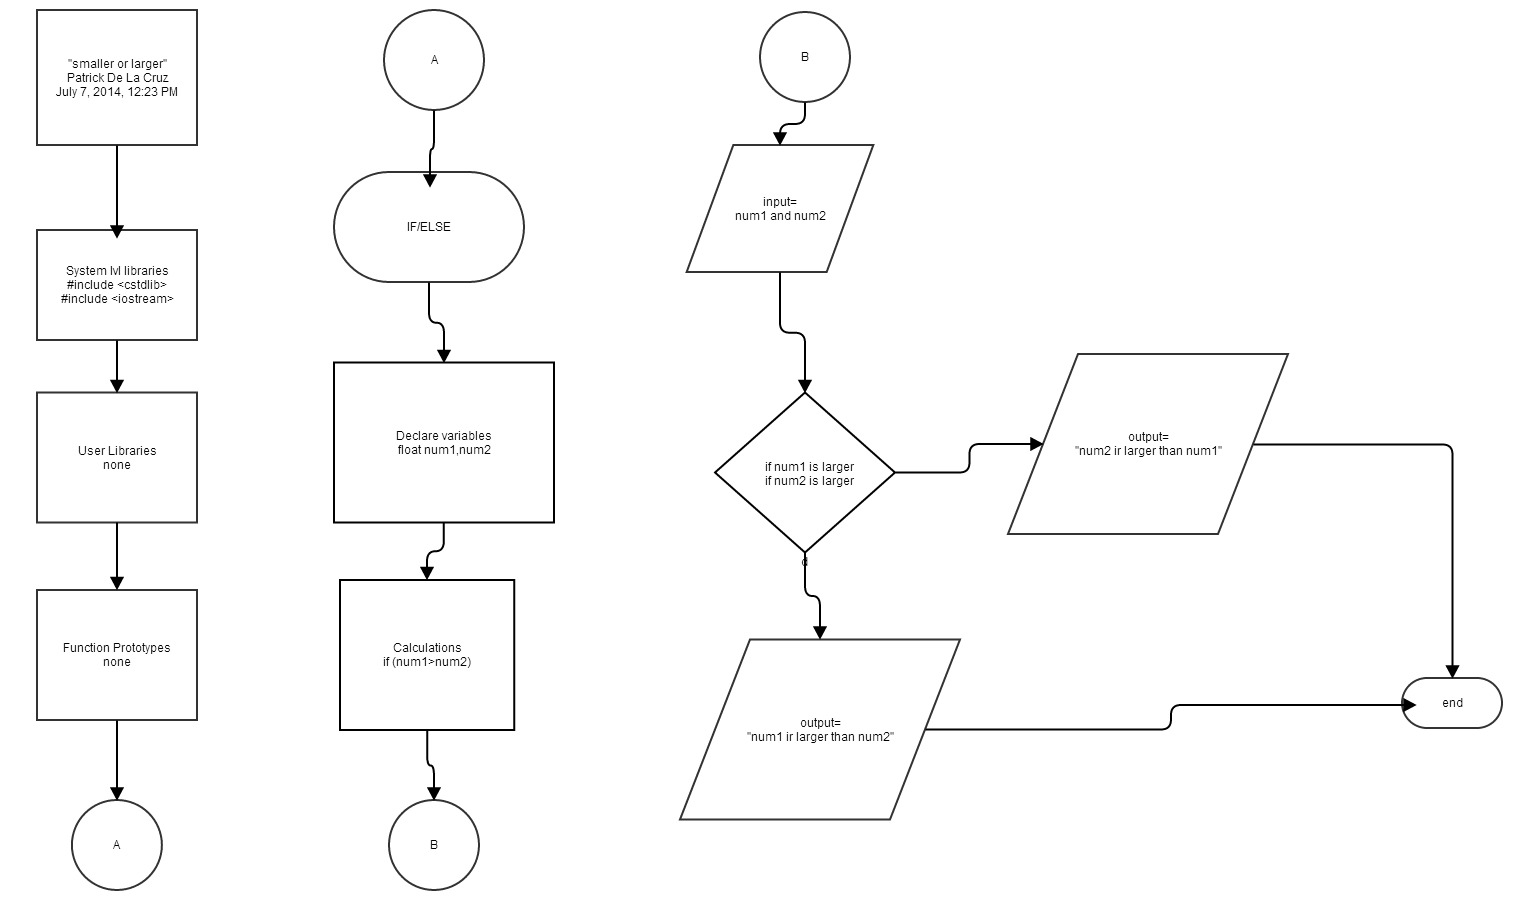 "smaller or larger"
Patrick De La Cruz
July 7, 2014, 12:23 PM
System lvl libraries
#include <cstdlib>
#include <iostream>
User Libraries
none
Function Prototypes
none
A
A
IF/ELSE
Declare variables
float num1,num2
Calculations
if (num1>num2)
B
B
input=
num1 and num2
if num1 is larger
if num2 is larger
d
output=
"num2 ir larger than num1"
output=
"num1 ir larger than num2"
end